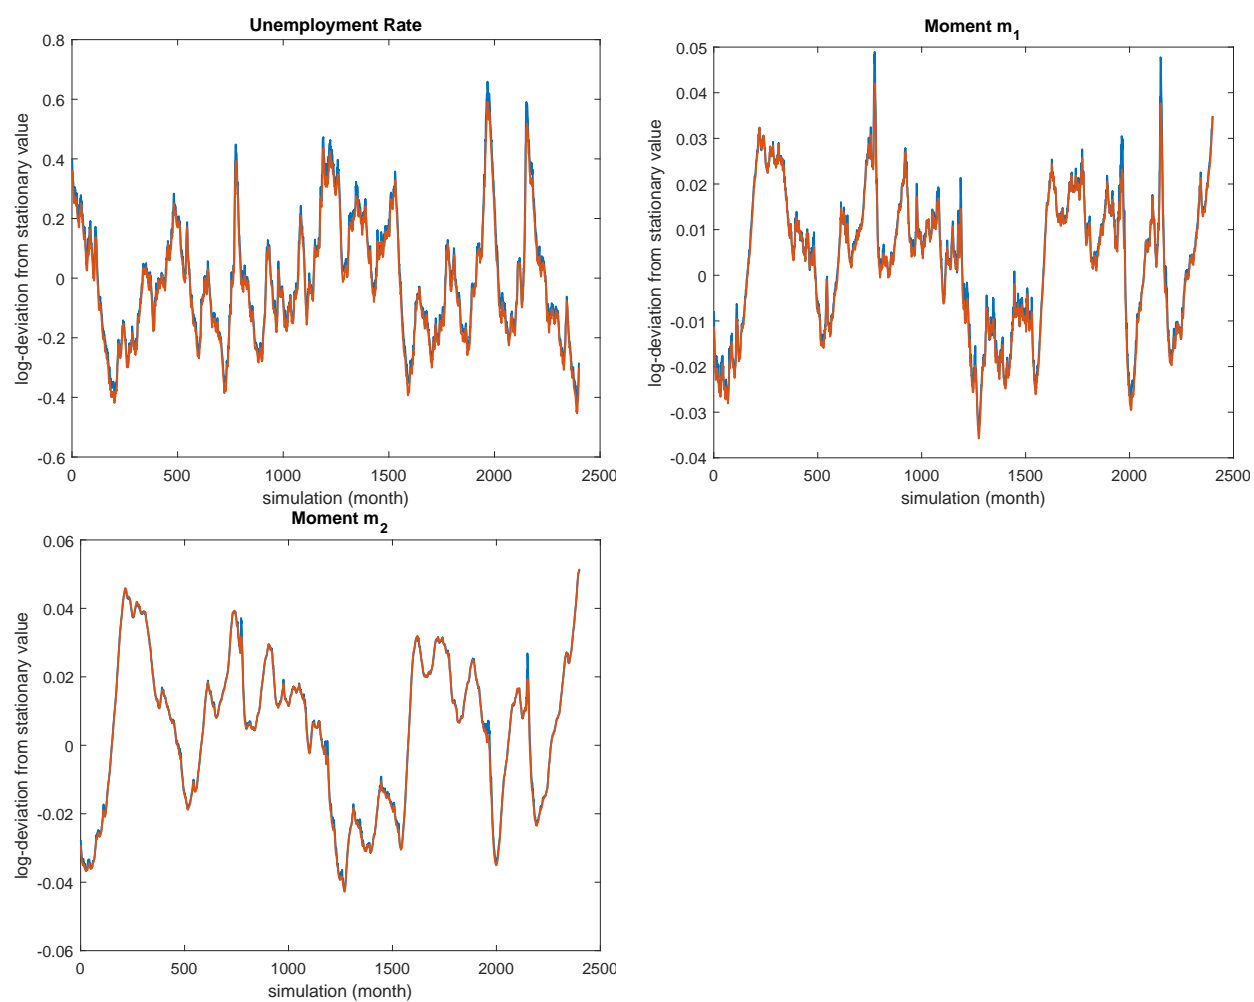 Unemployment Rate
0.8
0.6
0.4
0.2
0
-0.2
-0.4
-0.6
log-deviation from stationary value
0 500 1000 1500 2000 2500
simulation (month)
Moment m1
0.05
0.04
0.03
0.02
0.01
0
-0.01
-0.02
-0.03
-0.04
log-deviation from stationary value
0 500 1000 1500 2000 2500
simulation (month)
Moment m2
0.06
0.04
0.02
0
-0.02
-0.04
-0.06
log-deviation from stationary value
0 500 1000 1500 2000 2500
simulation (month)